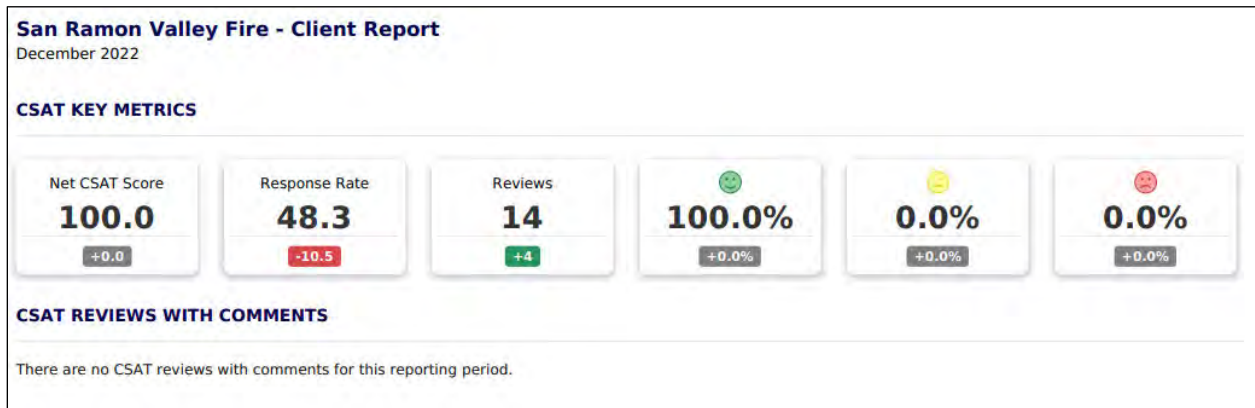 San Ramon Valley Fire - Client Report
December 2022
CSAT KEY METRICS
Net CSAT Score
100.0
+0.0
Response Rate
48.3
-10.5
Reviews
14
+4
100.0%
+0.0%
0.0%
+0.0%
0.0%
+0.0%
CSAT REVIEWS WITH COMMENTS
There are no CSAT reviews with comments for this reporting period.